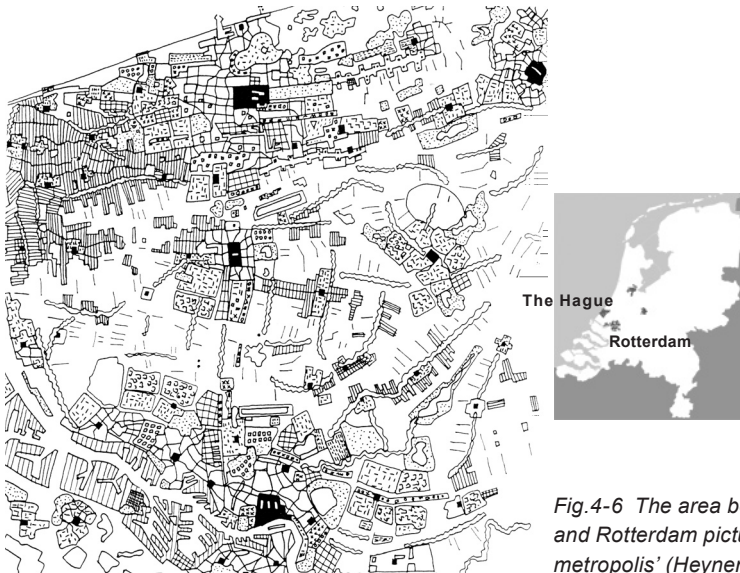 The Hague
Rotterdam
Fig.4-6 The area b
and Rotterdam pictu
metropolis' (Heyner